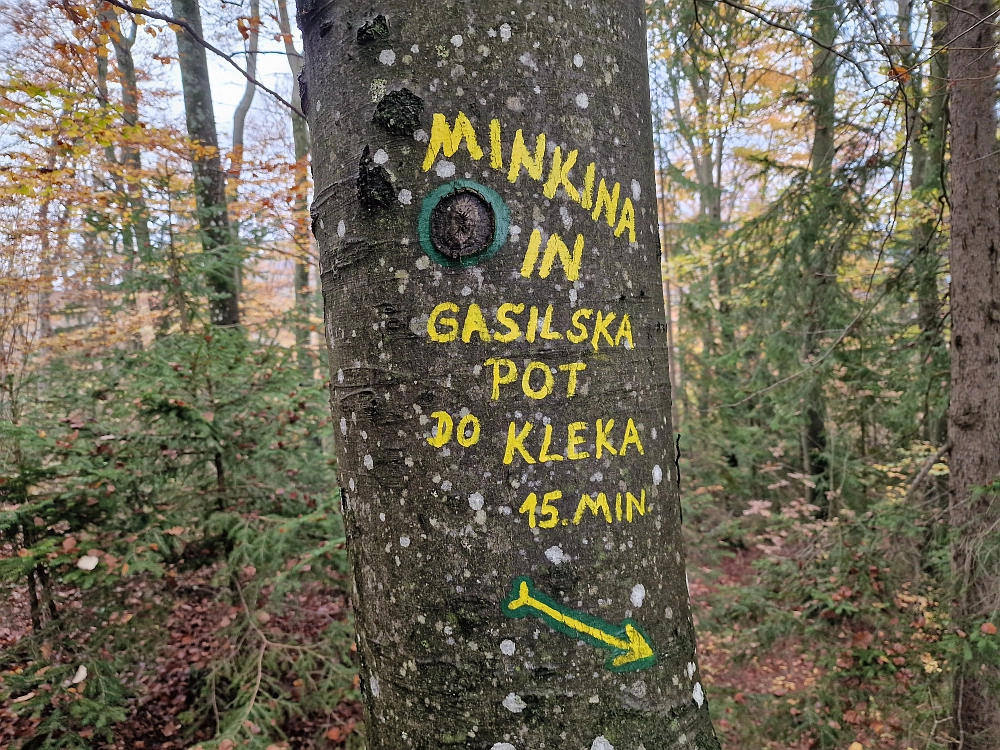 MINKINA
IN
GASILSKA
POT
DO KLEKA
15.MIN